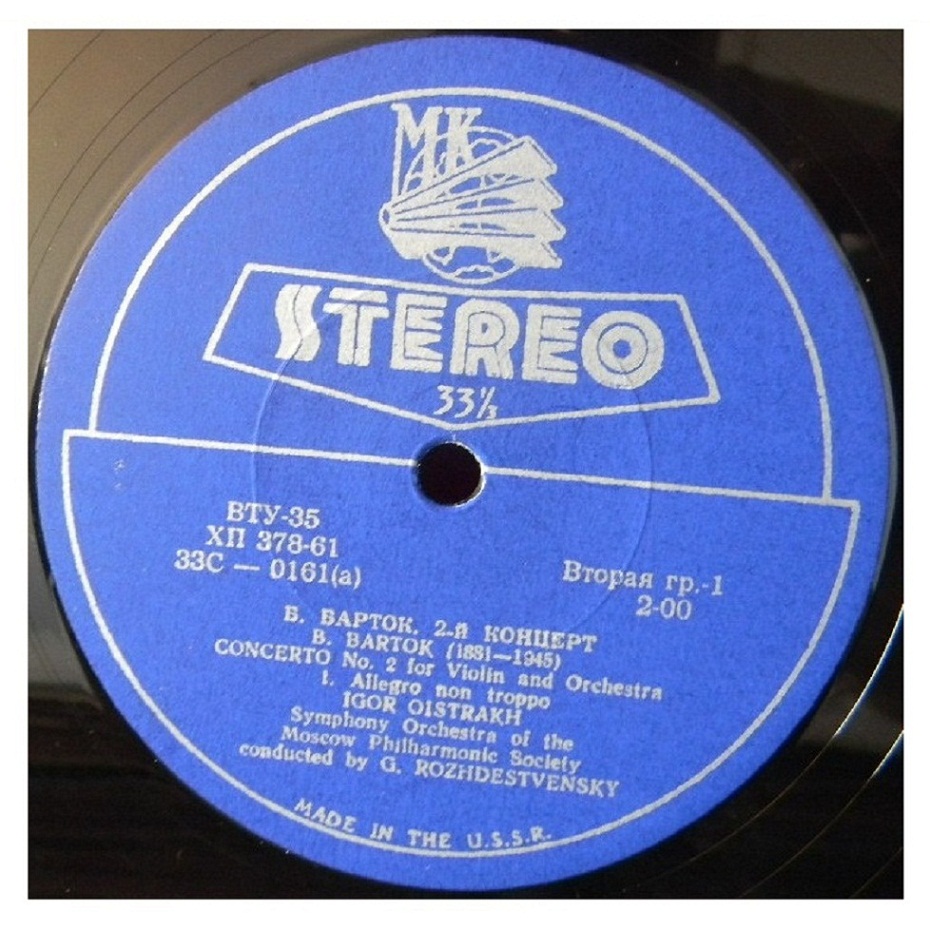 МК
STEREO
33⅓
ВТУ-35
ХП 378-61
33С — 0161(а)
Вторая гр.-1
2-00
Б. БАРТОК. 2-й КОНЦЕРТ
B. BARTOK (1881—1945)
CONCERTO No. 2 for Violin and Orchestra
I. Allegro non troppo
IGOR OISTRAKH
Symphony Orchestra of the
Moscow Philharmonic Society
conducted by G. ROZHDESTVENSKY
MADE IN THE U.S.S.R.